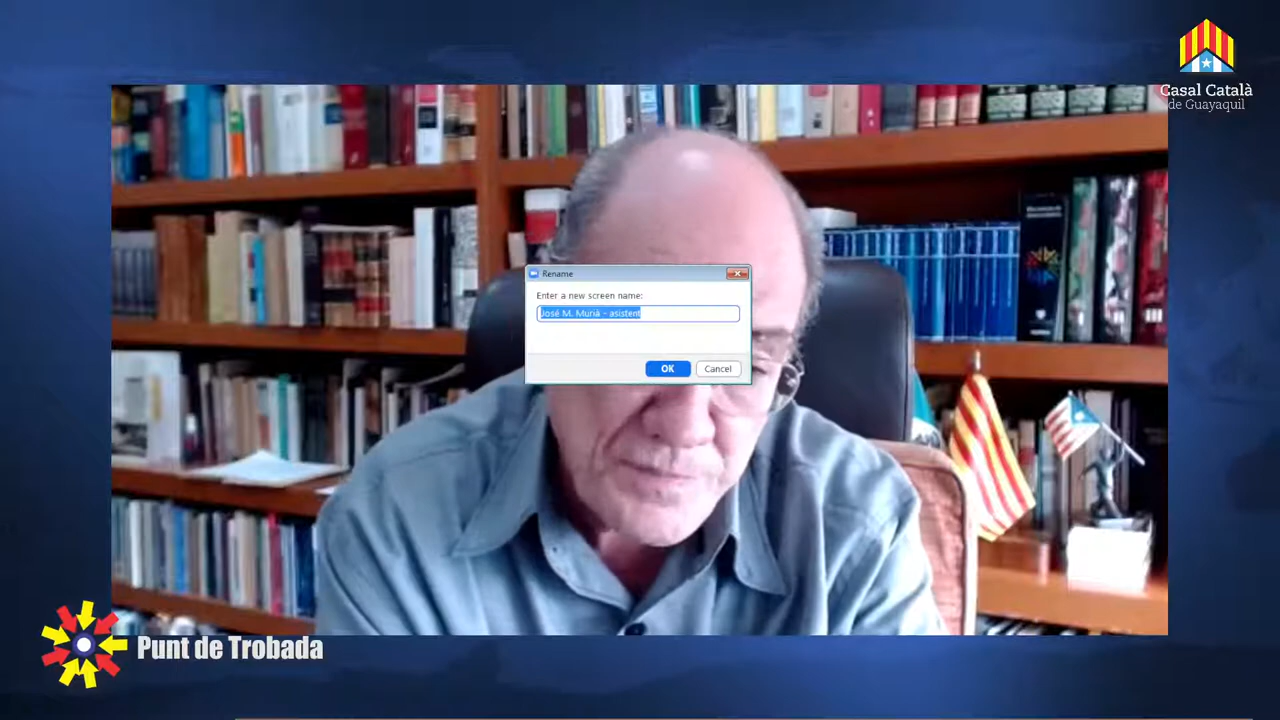 Casal Català
de Guayaquil
Rename
Enter a new screen name:
José M. Murià - asistent
OK
Cancel
Punt de Trobada